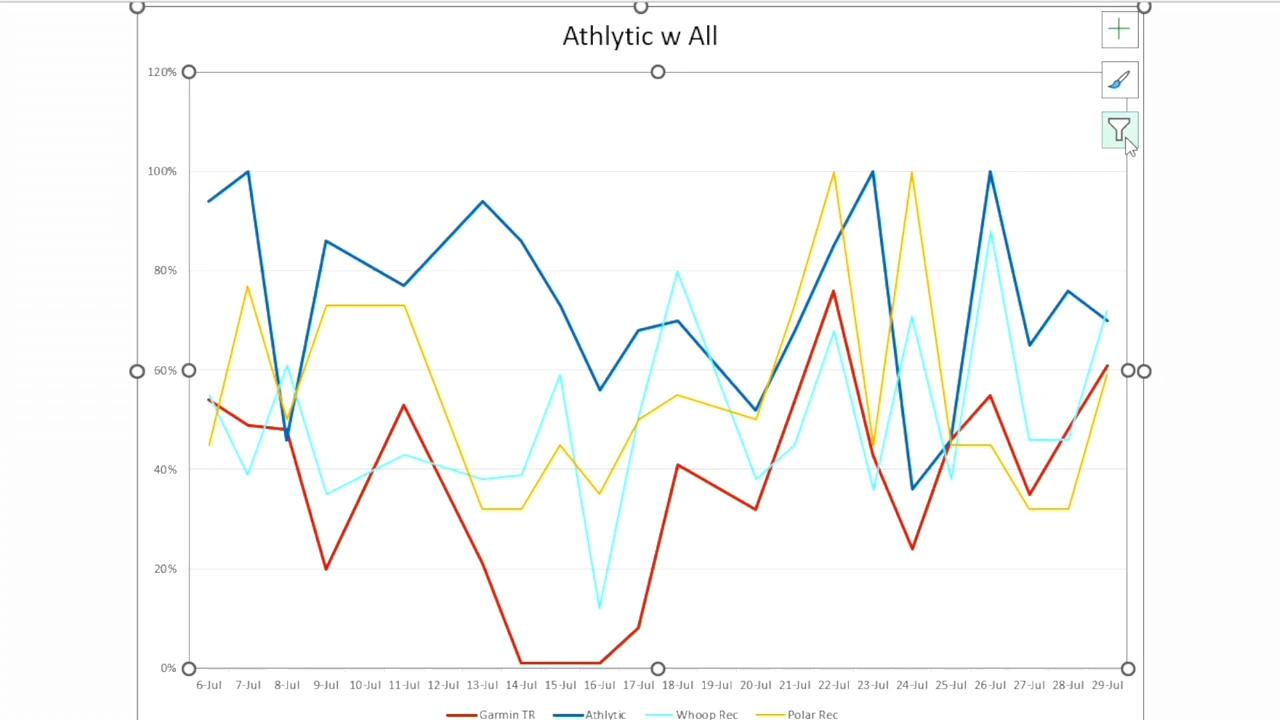 Athlytic w All
120%
100%
80%
60%
40%
20%
0%
6-Jul 7-Jul 8-Jul 9-Jul 10-Jul 11-Jul 12-Jul 13-Jul 14-Jul 15-Jul 16-Jul 17-Jul 18-Jul 19-Jul 20-Jul 21-Jul 22-Jul 23-Jul 24-Jul 25-Jul 26-Jul 27-Jul 28-Jul 29-Jul
Garmin TR Athlytic Whoop Rec Polar Rec